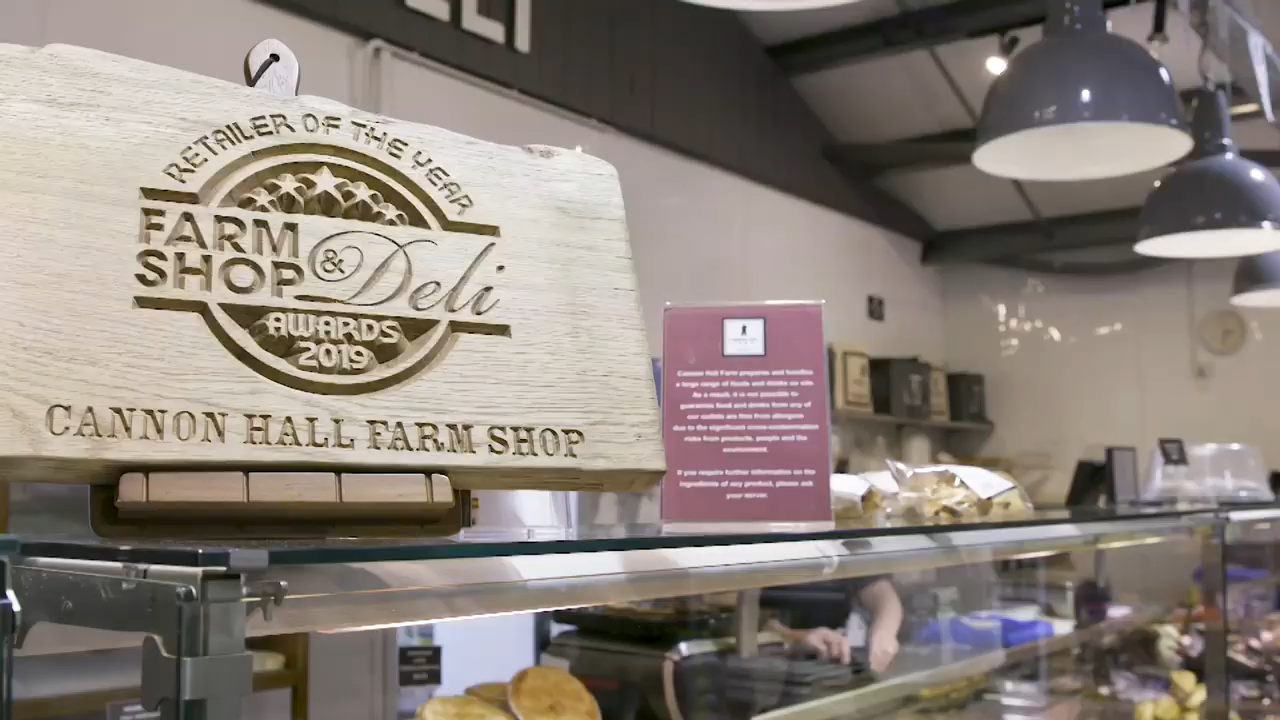 RETAILER OF THE YEAR
FARM
SHOP
& Deli
AWARDS
2019
CANNON HALL FARM SHOP
Cannon Hall Farm prepares and handles
a large range of foods and drinks on site.
As a result, it is not possible to
guarantee food and drinks from any of
our outlets are free from allergens
due to the significant cross-contamination
risks from products, people and the
environment.
If you require further information on the
ingredients of any product, please ask
your server.